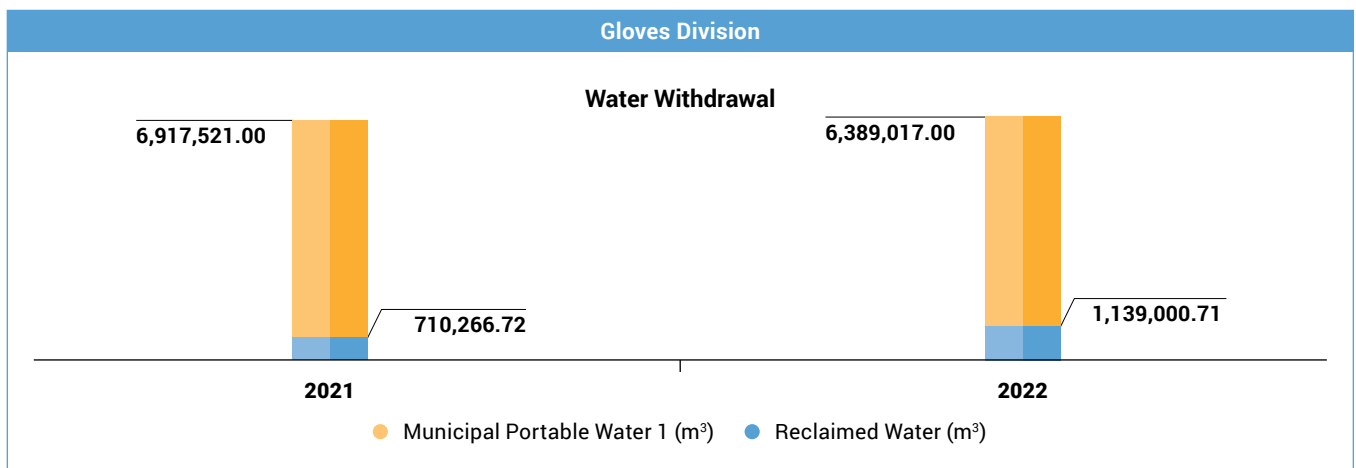 Gloves Division
Water Withdrawal
6,917,521.00
6,389,017.00
710,266.72
1,139,000.71
2021
2022
Municipal Portable Water 1 (m³)
Reclaimed Water (m³)